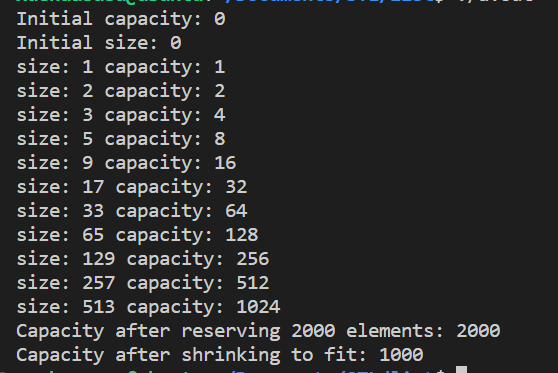 Initial capacity: 0
Initial size: 0
size: 1 capacity: 1
size: 2 capacity: 2
size: 3 capacity: 4
size: 5 capacity: 8
size: 9 capacity: 16
size: 17 capacity: 32
size: 33 capacity: 64
size: 65 capacity: 128
size: 129 capacity: 256
size: 257 capacity: 512
size: 513 capacity: 1024
Capacity after reserving 2000 elements: 2000
Capacity after shrinking to fit: 1000